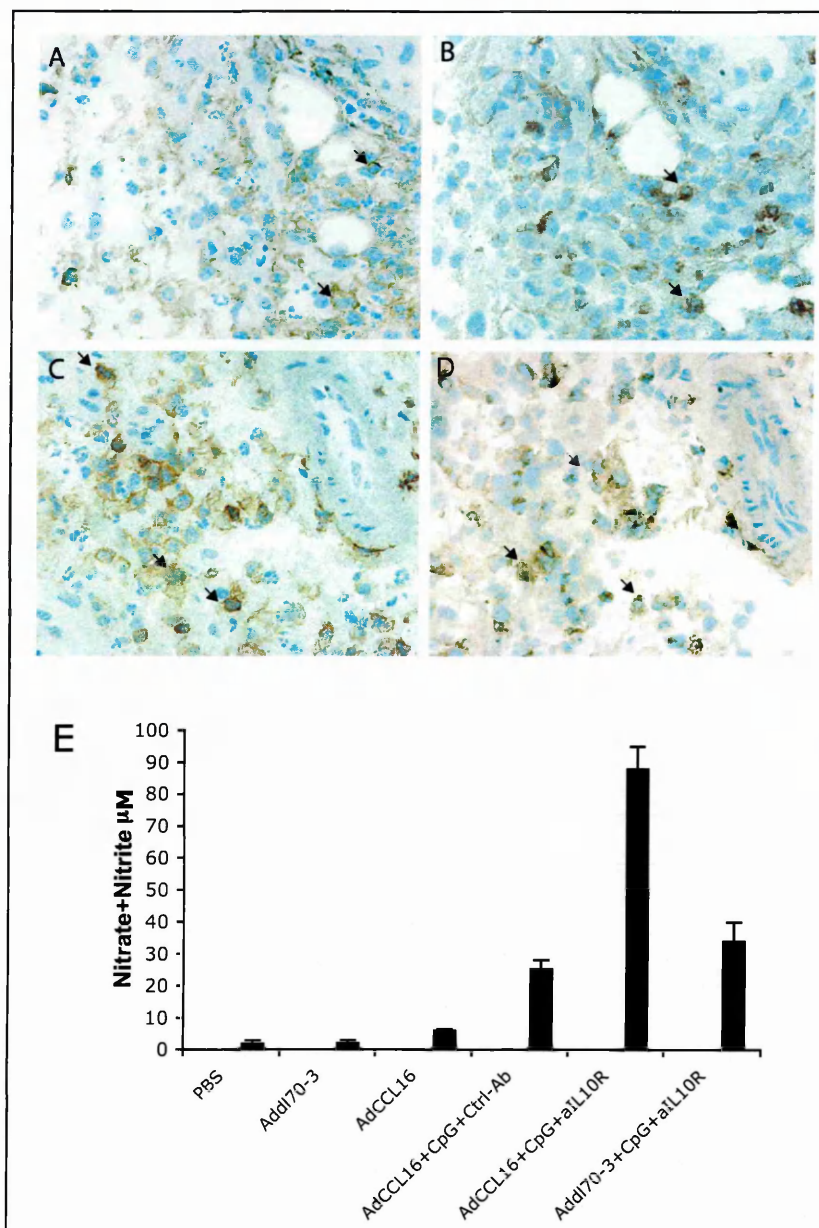 A
B
C
D
E
Nitrate+Nitrite μM
100
90
80
70
60
50
40
30
20
10
0
PBS
Addl70-3
AdCCL16
AdCCL16+CpG+Ctrl-Ab
AdCCL16+CpG+aIL10R
Addl70-3+CpG+aIL10R